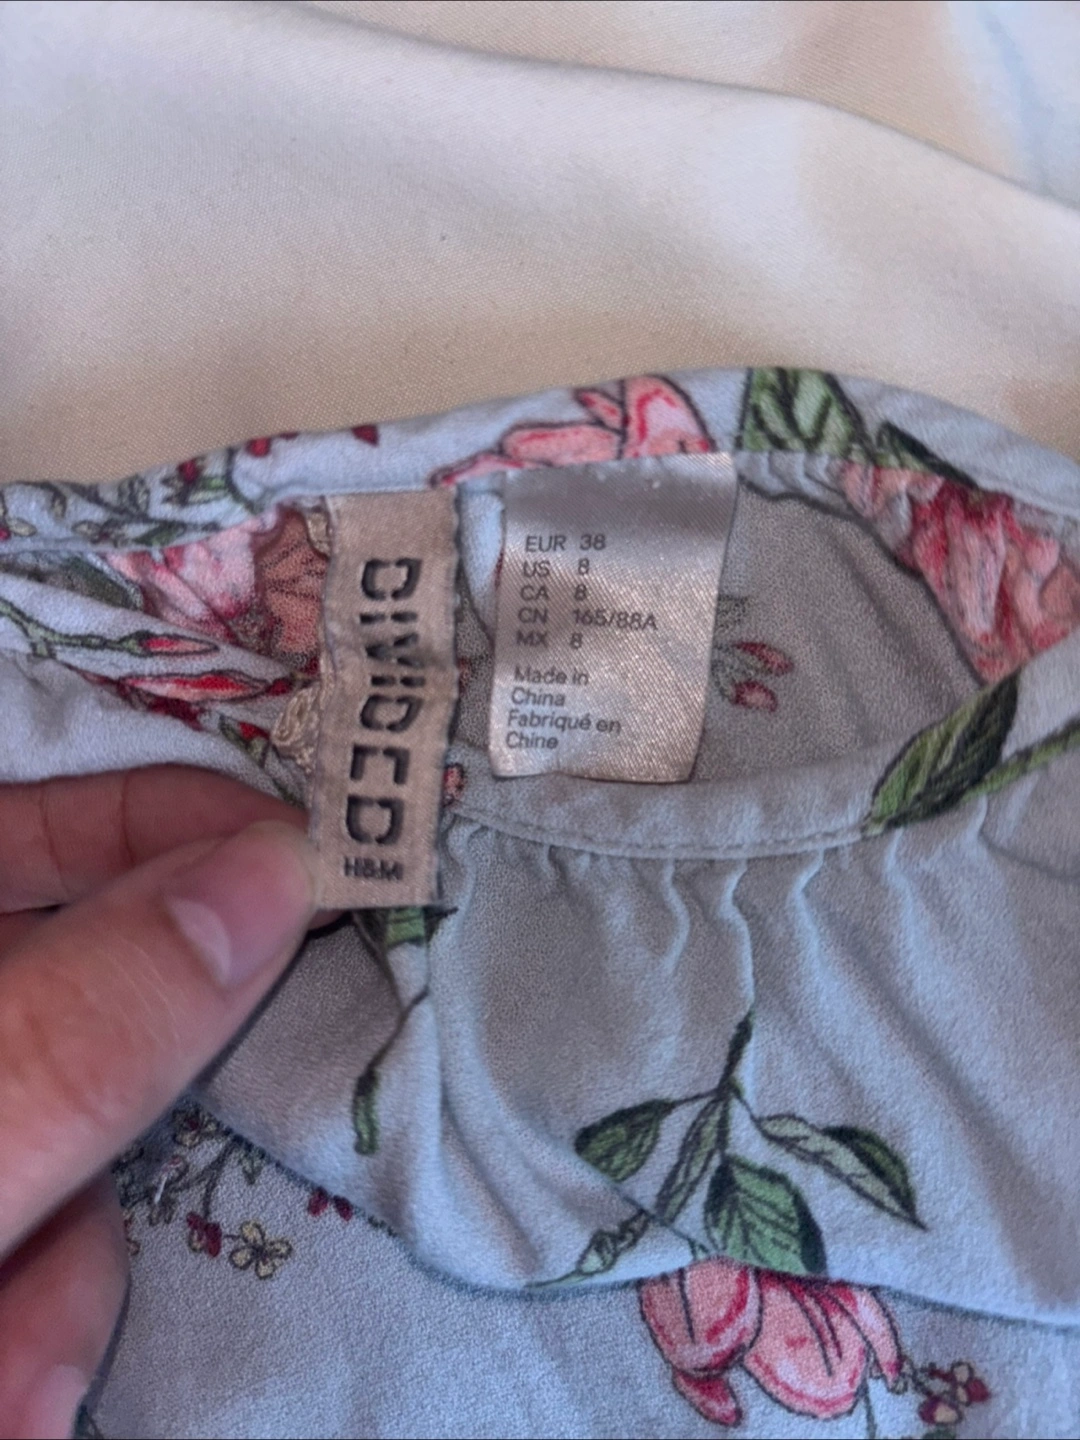 DIVIDED
H&M
EUR 38
US 8
CA 8
CN 165/88A
MX 8
Made in
China
Fabriqué en
Chine